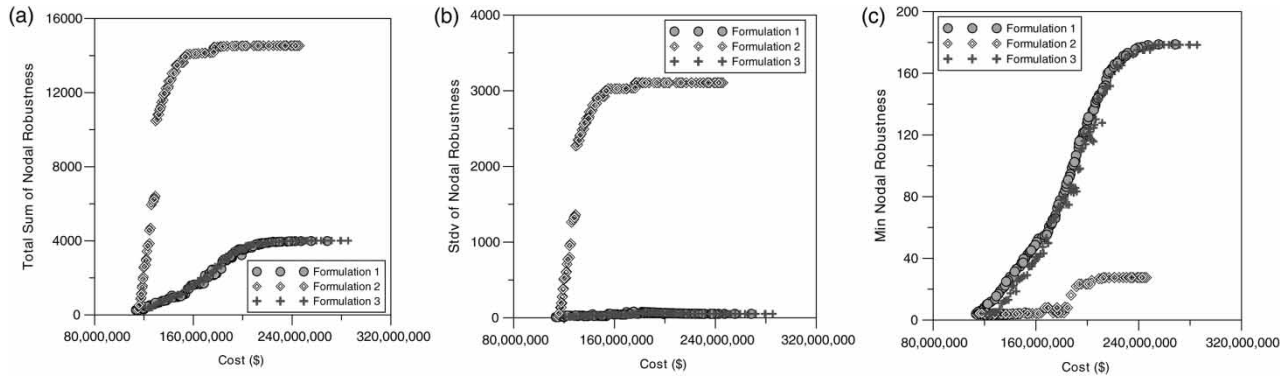 (a)
16000
12000
8000
4000
0
Total Sum of Nodal Robustness
Formulation 1
Formulation 2
Formulation 3
80,0000,000
160,000,000
240,000,000
320,000,000
Cost ($)
(b)
4000
3000
2000
1000
0
Stdv of Nodal Robustness
Formulation 1
Formulation 2
Formulation 3
80,0000,000
160,000,000
240,000,000
320,000,000
Cost ($)
(c)
200
160
120
80
40
0
Min Nodal Robustness
Formulation 1
Formulation 2
Formulation 3
80,0000,000
160,000,000
240,000,000
320,0000,000
Cost ($)